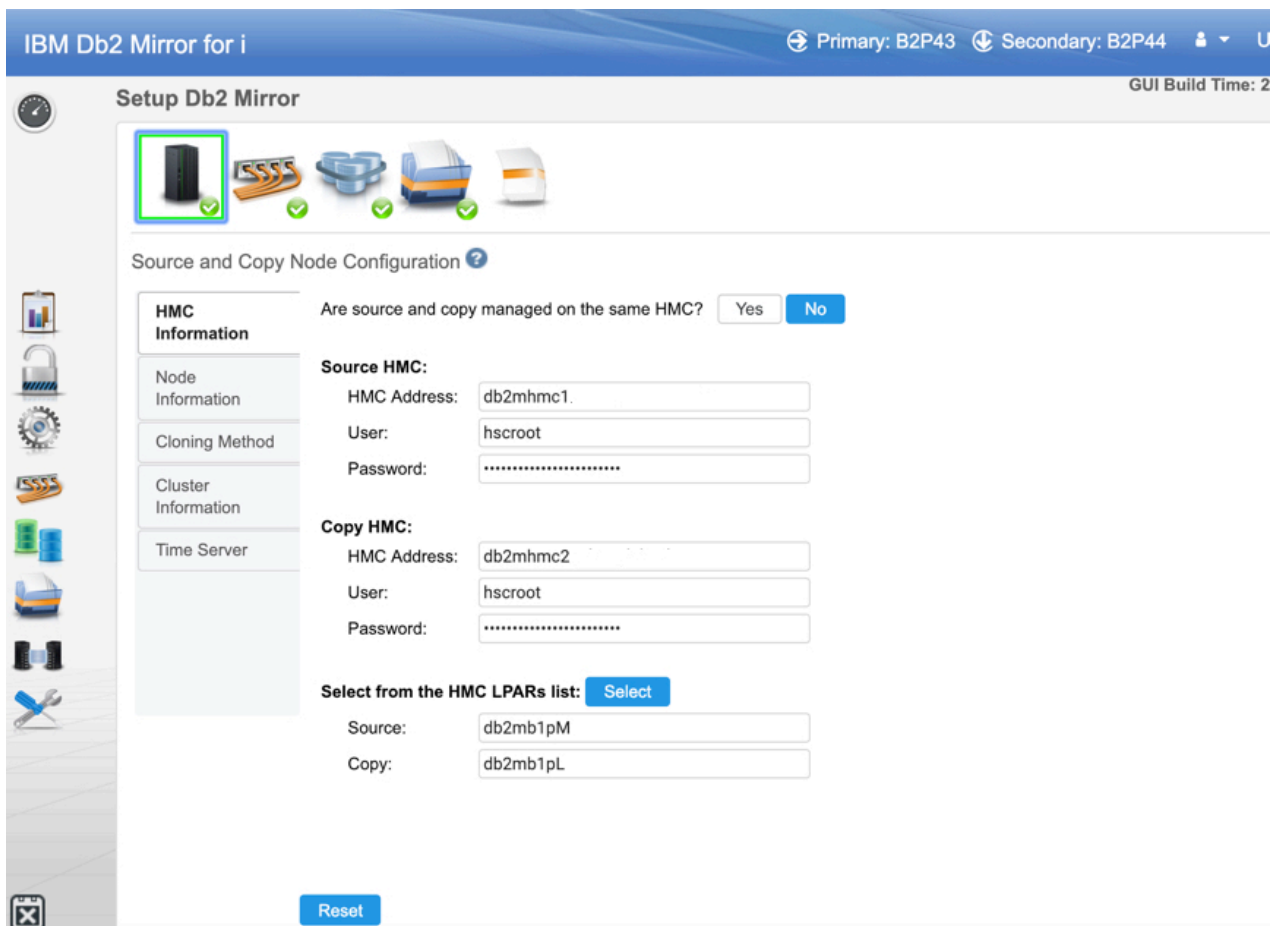 IBM Db2 Mirror for i
Primary: B2P43 Secondary: B2P44 U
GUI Build Time: 2
Setup Db2 Mirror
Source and Copy Node Configuration ?
HMC
Information
Node
Information
Cloning Method
Cluster
Information
Time Server
Are source and copy managed on the same HMC? Yes No
Source HMC:
HMC Address: db2mhmc1.
User: hscroot
Password: ························
Copy HMC:
HMC Address: db2mhmc2
User: hscroot
Password: ························
Select from the HMC LPARs list: Select
Source: db2mb1pM
Copy: db2mb1pL
Reset